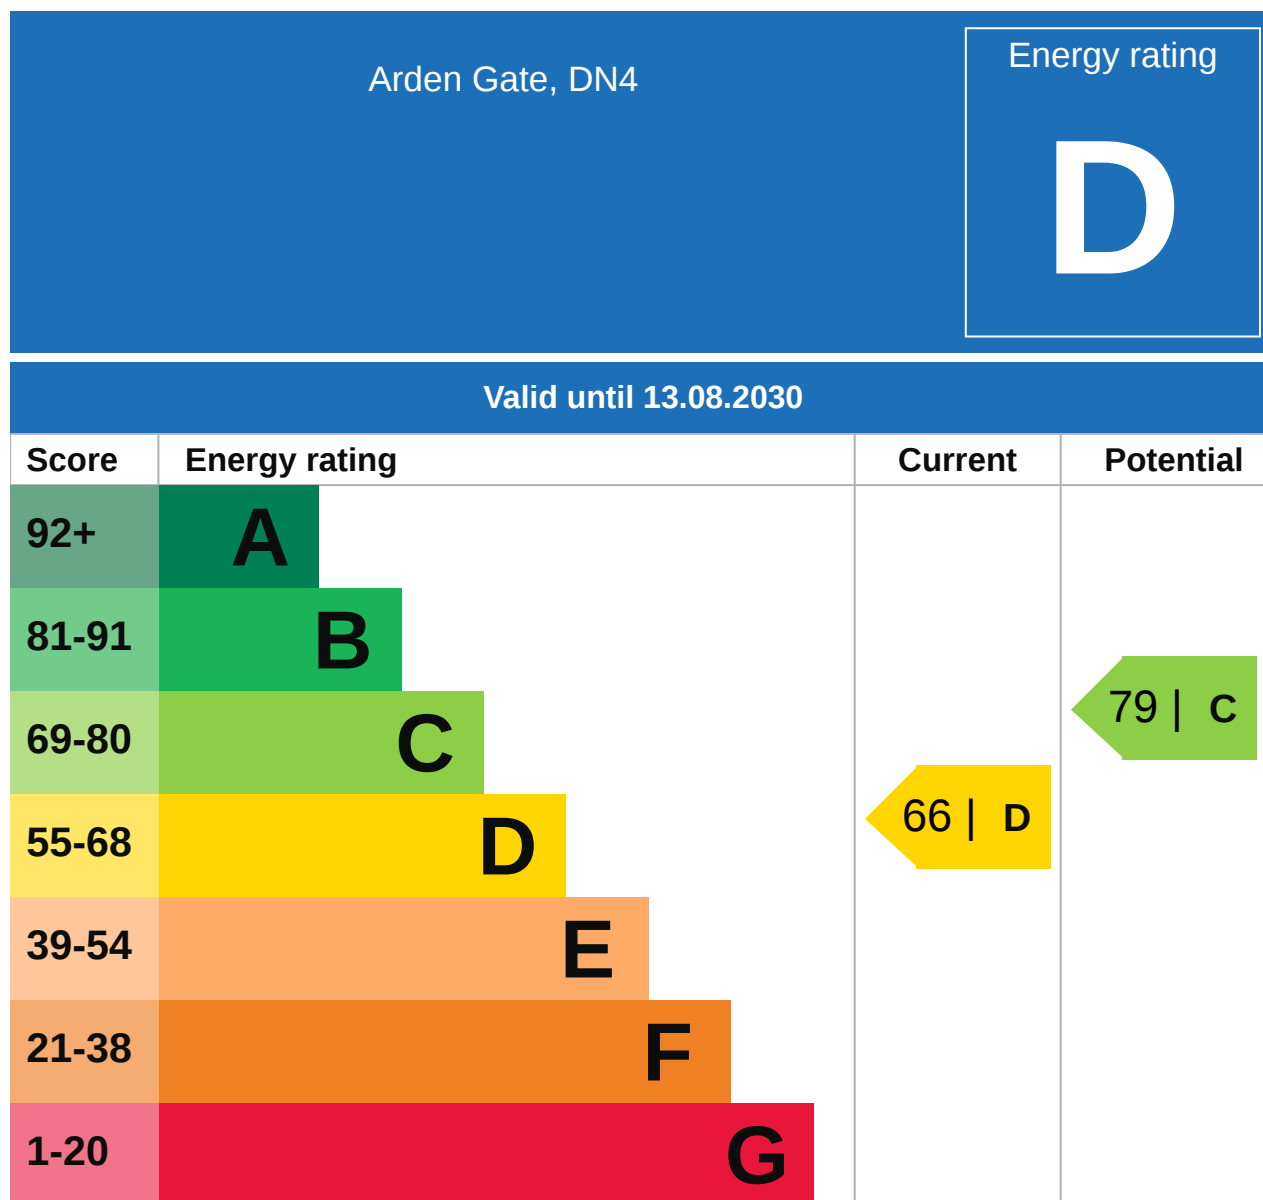 Arden Gate, DN4
Energy rating
D
Valid until 13.08.2030
Score Energy rating Current Potential
92+ A
81-91 B
69-80 C
79 | C
55-68 D
66 | D
39-54 E
21-38 F
1-20 G